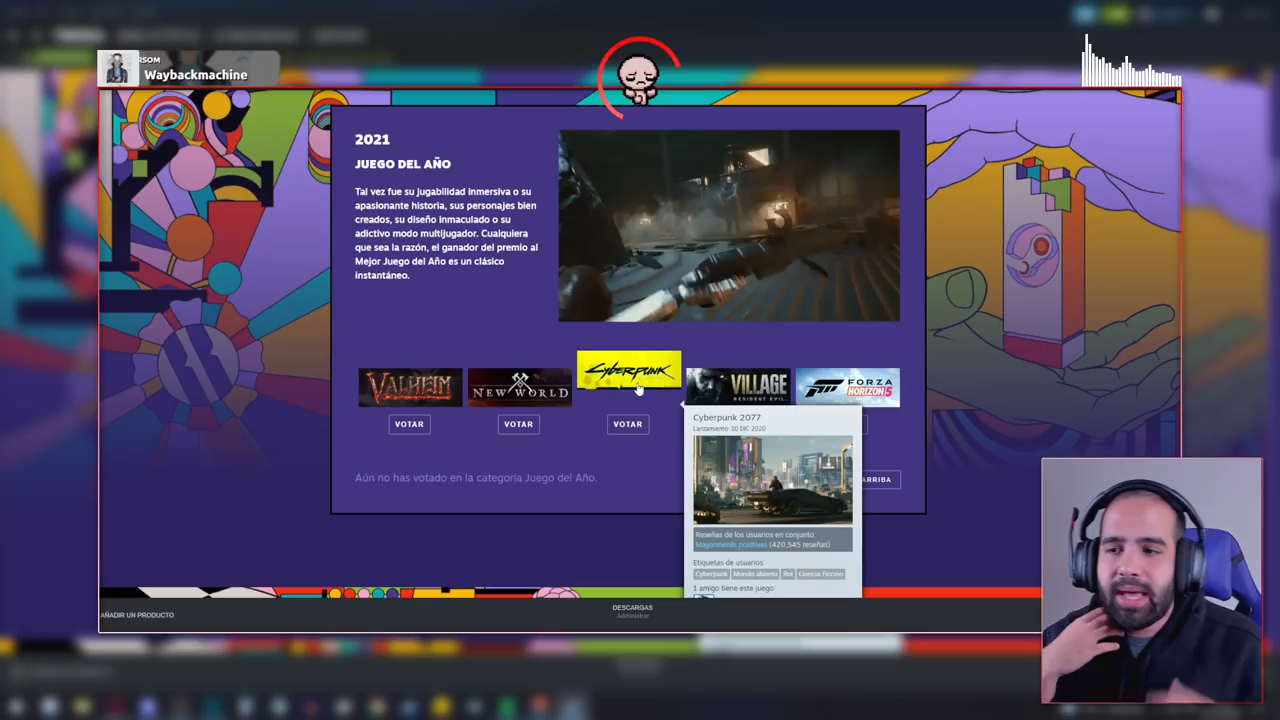 RSOM
Waybackmachine
2021
JUEGO DEL AÑO
Tal vez fue su jugabilidad inmersiva o su
apasionante historia, sus personajes bien
creados, su diseño inmaculado o su
adictivo modo multijugador. Cualquiera
que sea la razón, el ganador del premio al
Mejor Juego del Año es un clásico
instantáneo.
VALHEIM
NEW WORLD
CYBERPUNK
VILLAGE
RESIDENT EVIL
FORZA
HORIZON 5
VOTAR
VOTAR
VOTAR
Cyberpunk 2077
Lanzamiento: 10 DIC 2020
Reseñas de los usuarios en conjunto:
Mayormente positivas (420,545 reseñas)
Etiquetas de usuarios:
Cyberpunk Mundo abierto Rol Ciencia Ficción
1 amigo tiene este juego:
Aún no has votado en la categoría Juego del Año.
ARRIBA
AÑADIR UN PRODUCTO
DESCARGAS
Administrar